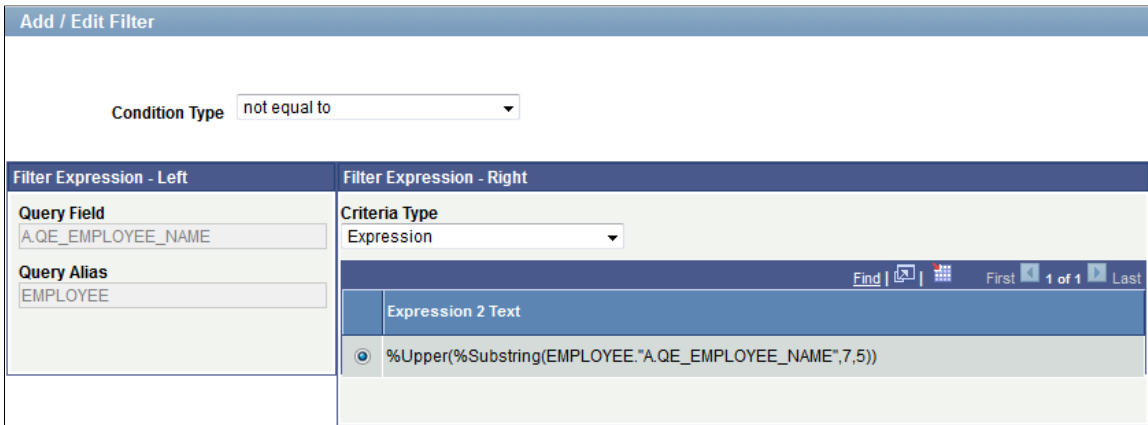 Add / Edit Filter
Condition Type not equal to
Filter Expression - Left
Filter Expression - Right
Query Field
A.QE_EMPLOYEE_NAME
Query Alias
EMPLOYEE
Criteria Type
Expression
Find | | First 1 of 1 Last
Expression 2 Text
%Upper(%Substring(EMPLOYEE."A.QE_EMPLOYEE_NAME",7,5))